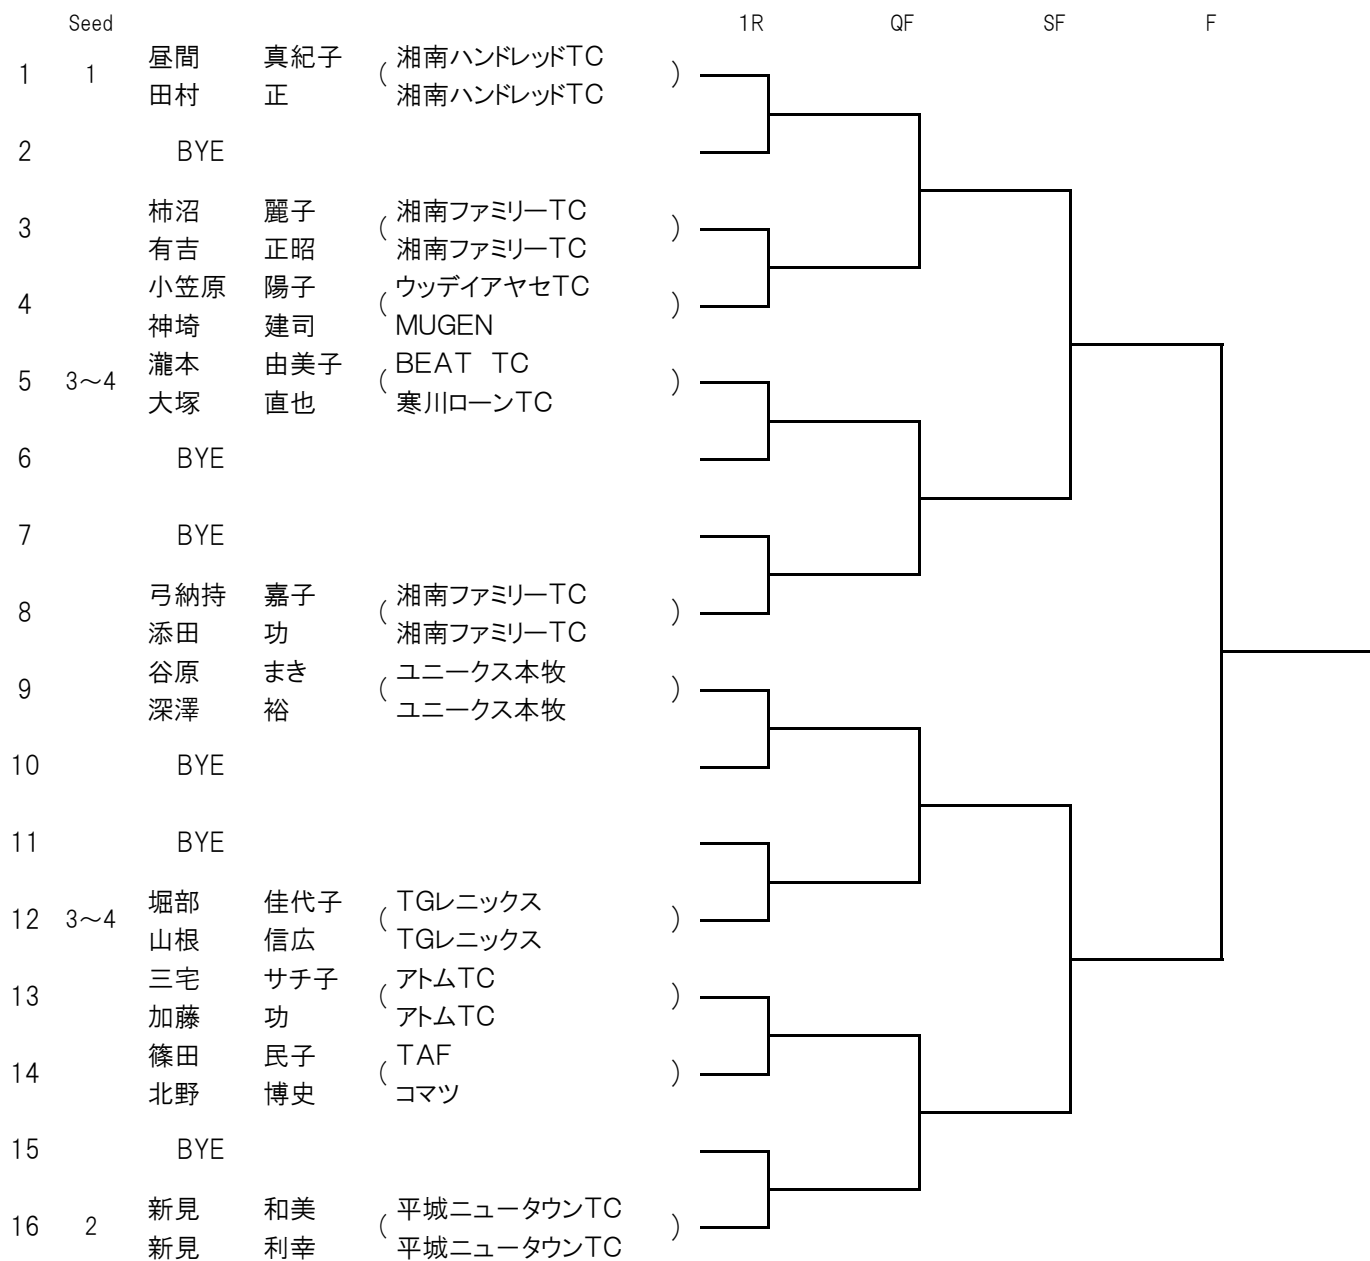 Seed 1R QF SF F
昼間 真紀子 湘南ハンドレッドTC
1 1 ( )
田村 正 湘南ハンドレッドTC
2 BYE
柿沼 麗子 湘南ファミリーTC
3 ( )
有吉 正昭 湘南ファミリーTC
小笠原 陽子 ウッデイアヤセTC
4 ( )
神埼 建司 MUGEN
瀧本 由美子 BEAT TC
5 3～4 ( )
大塚 直也 寒川ローンTC
6 BYE
7 BYE
弓納持 嘉子 湘南ファミリーTC
8 ( )
添田 功 湘南ファミリーTC
谷原 まき ユニークス本牧
9 ( )
深澤 裕 ユニークス本牧
10 BYE
11 BYE
堀部 佳代子 TGレニックス
12 3～4 ( )
山根 信広 TGレニックス
三宅 サチ子 アトムTC
13 ( )
加藤 功 アトムTC
篠田 民子 TAF
14 ( )
北野 博史 コマツ
15 BYE
新見 和美 平城ニュータウンTC
16 2 ( )
新見 利幸 平城ニュータウンTC